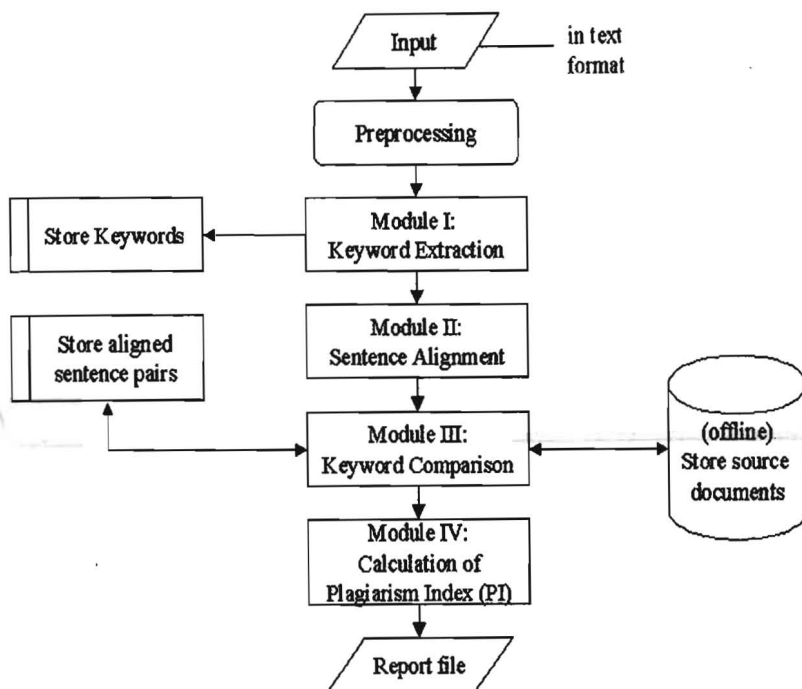 Input
in text
format
Preprocessing
Module I:
Keyword Extraction
Store Keywords
Module II:
Sentence Alignment
Store aligned
sentence pairs
Module III:
Keyword Comparison
(offline)
Store source
documents
Module IV:
Calculation of
Plagiarism Index (PI)
Report file